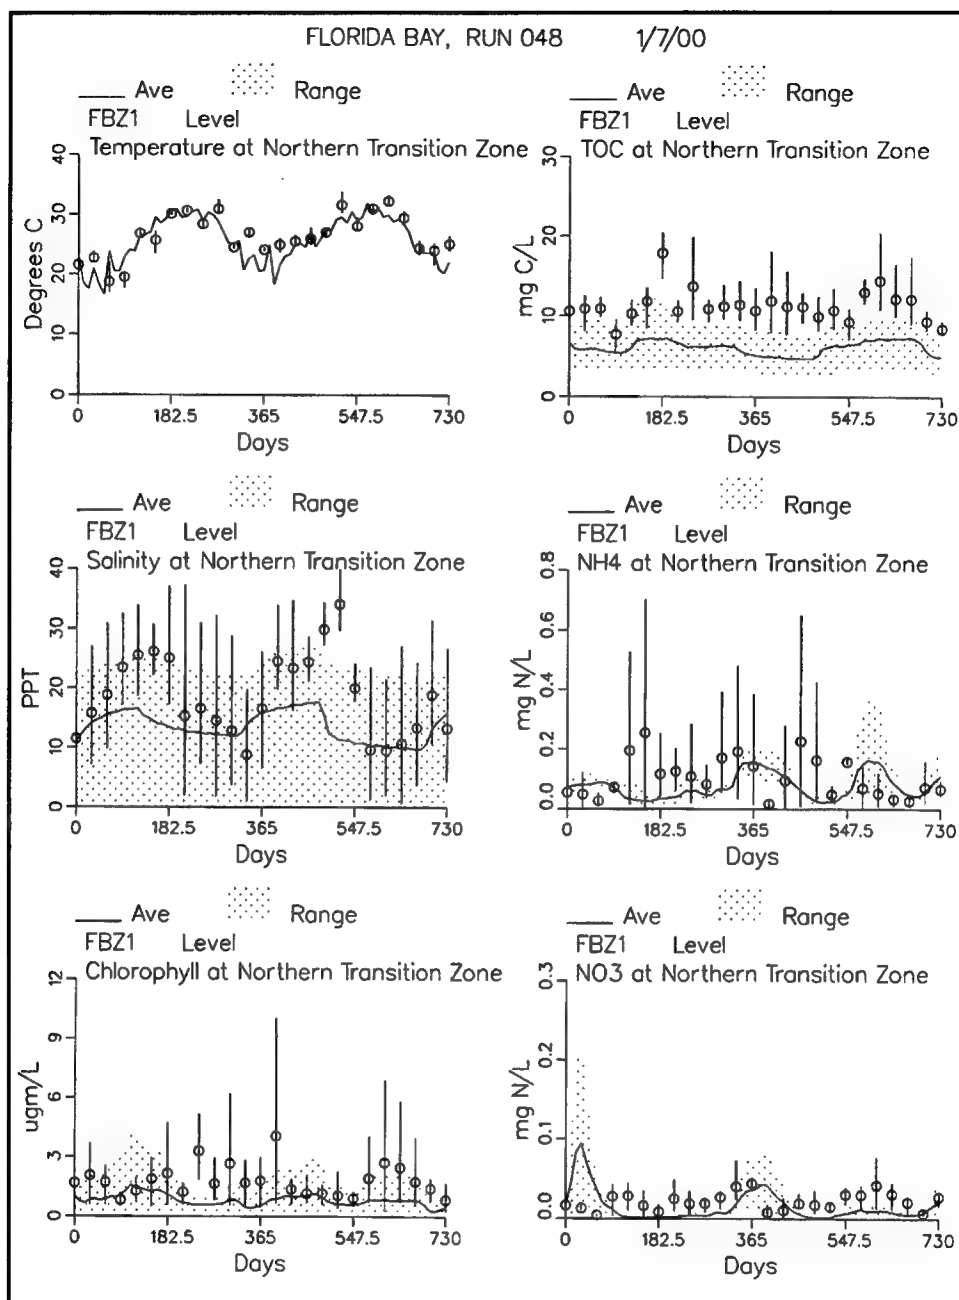 FLORIDA BAY, RUN 048 1/7/00
Ave Range
FBZ1 Level
Temperature at Northern Transition Zone
Degrees C
40
30
20
10
0
0 182.5 365 547.5 730
Days
Ave Range
FBZ1 Level
TOC at Northern Transition Zone
mg C/L
30
20
10
0
0 182.5 365 547.5 730
Days
Ave Range
FBZ1 Level
Salinity at Northern Transition Zone
PPT
40
30
20
10
0
0 182.5 365 547.5 730
Days
Ave Range
FBZ1 Level
NH4 at Northern Transition Zone
mg N/L
0.8
0.6
0.4
0.2
0.0
0 182.5 365 547.5 730
Days
Ave Range
FBZ1 Level
Chlorophyll at Northern Transition Zone
ugm/L
12
9
6
3
0
0 182.5 365 547.5 730
Days
Ave Range
FBZ1 Level
NO3 at Northern Transition Zone
mg N/L
0.3
0.2
0.1
0.0
0 182.5 365 547.5 730
Days